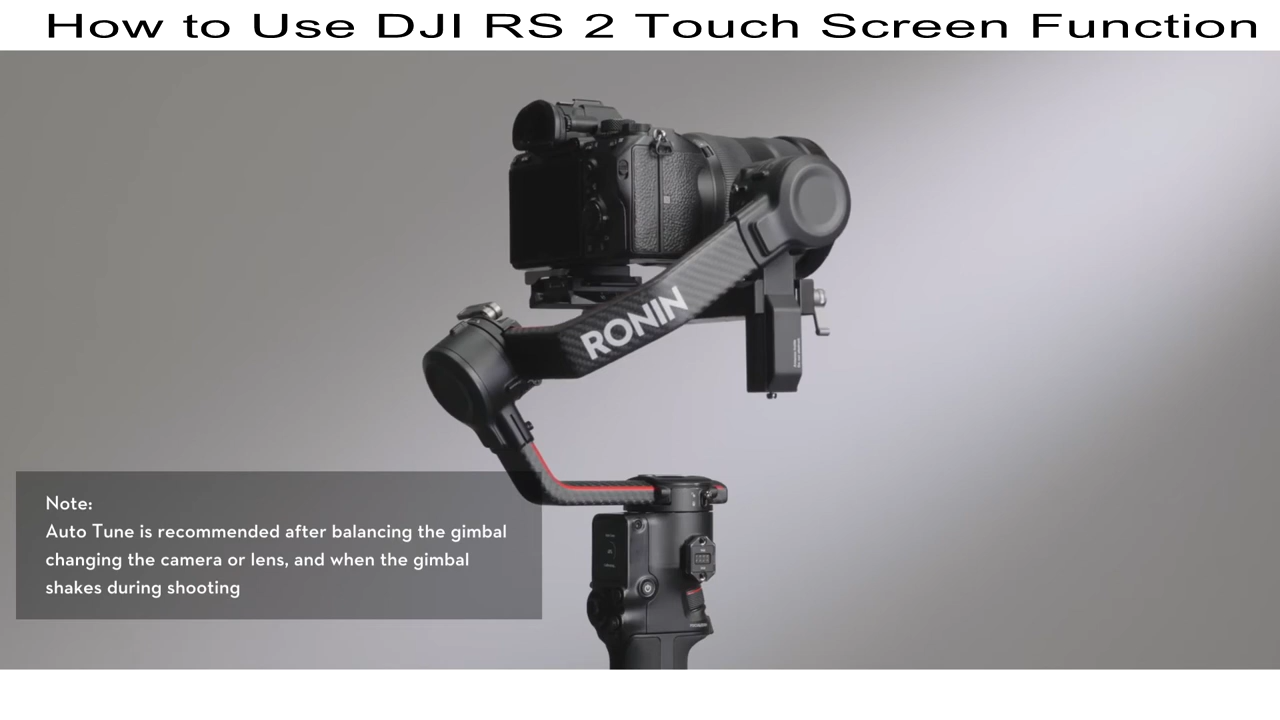 How to Use DJI RS 2 Touch Screen Function
RONIN
Note:
Auto Tune is recommended after balancing the gimbal
changing the camera or lens, and when the gimbal
shakes during shooting